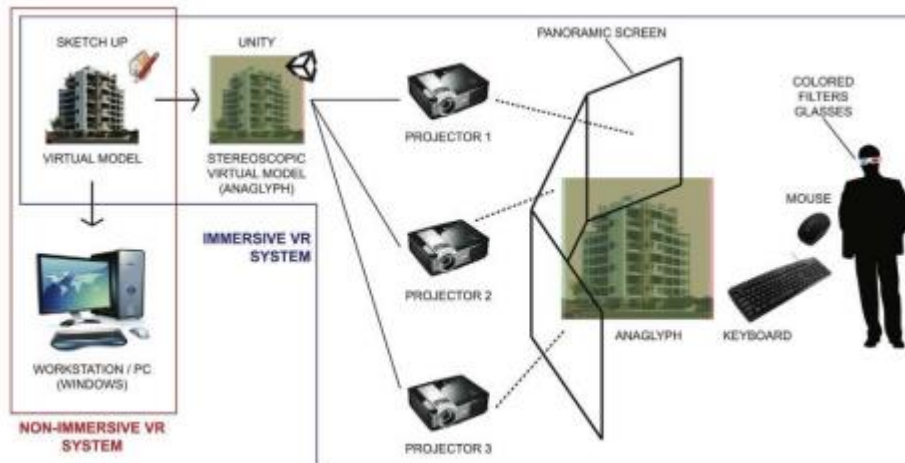 SKETCH UP
UNITY
PANORAMIC SCREEN
COLORED
FILTERS
GLASSES
PROJECTOR 1
VIRTUAL MODEL
STEREOSCOPIC
VIRTUAL MODEL
(ANAGLYPH)
MOUSE
IMMERSIVE VR
SYSTEM
PROJECTOR 2
ANAGLYPH
KEYBOARD
WORKSTATION / PC
(WINDOWS)
NON-IMMERSIVE VR
SYSTEM
PROJECTOR 3